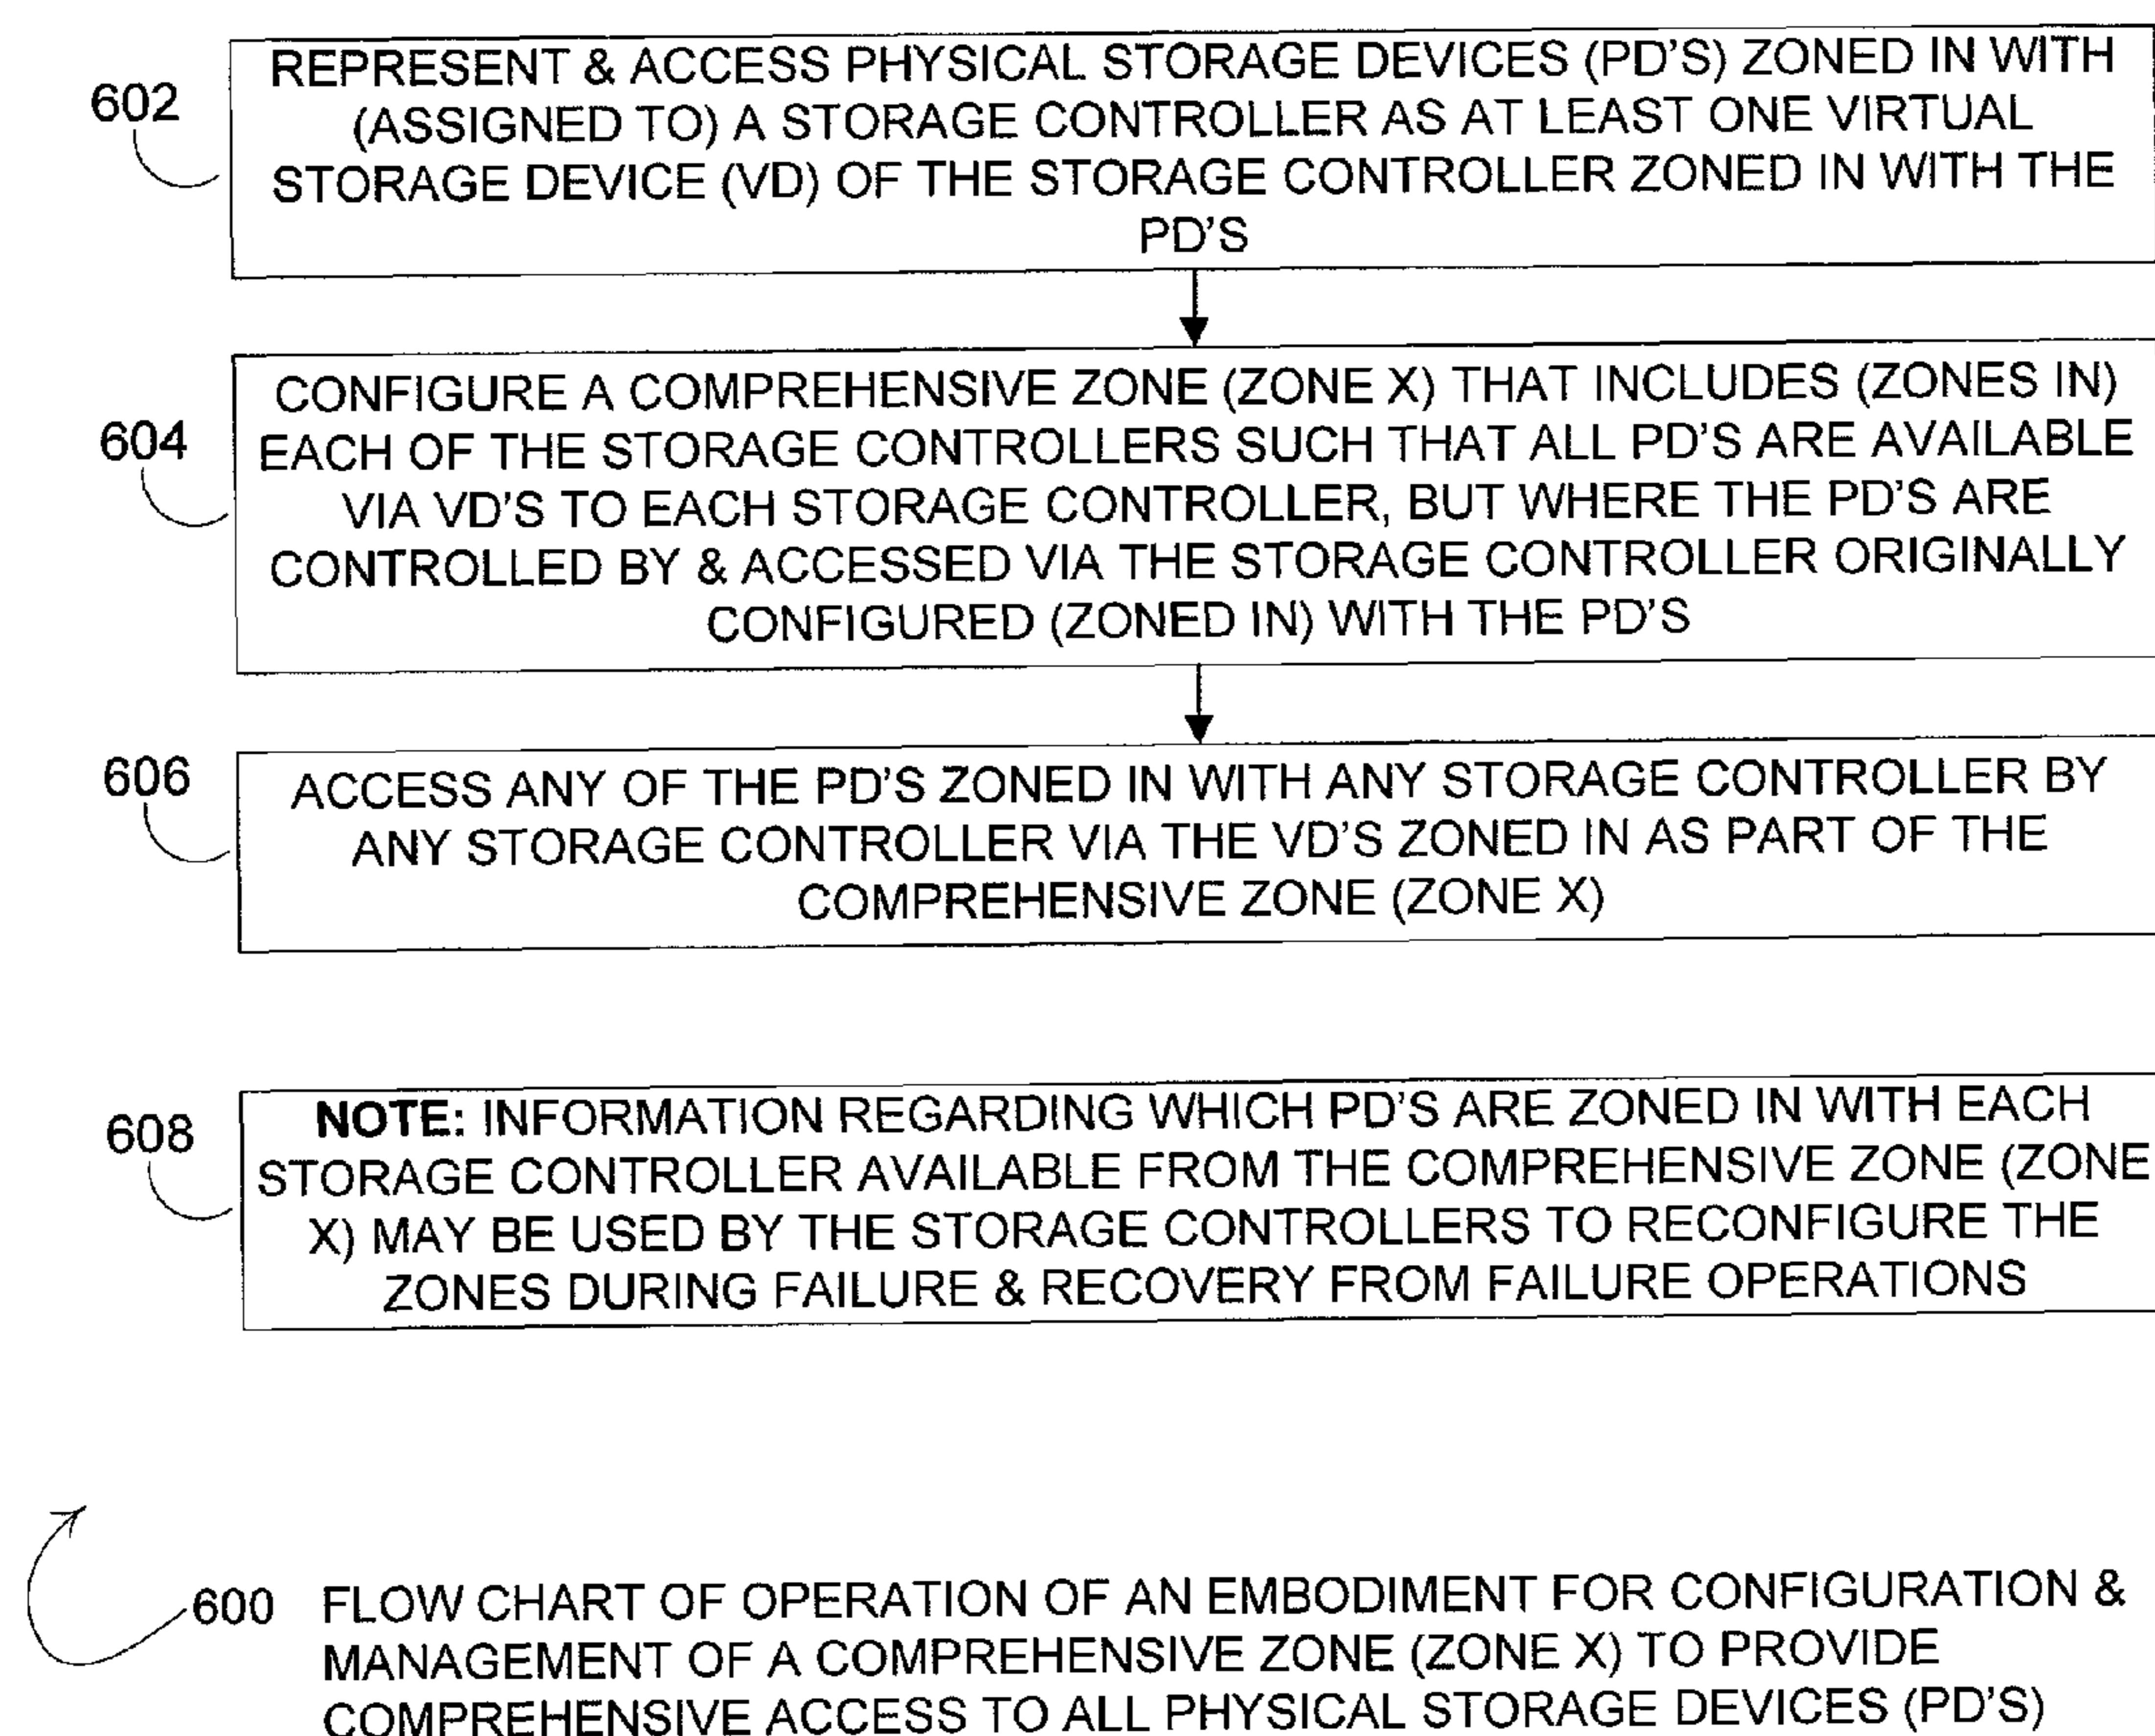 602
REPRESENT & ACCESS PHYSICAL STORAGE DEVICES (PD'S) ZONED IN WITH
(ASSIGNED TO) A STORAGE CONTROLLER AS AT LEAST ONE VIRTUAL
STORAGE DEVICE (VD) OF THE STORAGE CONTROLLER ZONED IN WITH THE
PD'S
604
CONFIGURE A COMPREHENSIVE ZONE (ZONE X) THAT INCLUDES (ZONES IN)
EACH OF THE STORAGE CONTROLLERS SUCH THAT ALL PD'S ARE AVAILABLE
VIA VD'S TO EACH STORAGE CONTROLLER, BUT WHERE THE PD'S ARE
CONTROLLED BY & ACCESSED VIA THE STORAGE CONTROLLER ORIGINALLY
CONFIGURED (ZONED IN) WITH THE PD'S
606
ACCESS ANY OF THE PD'S ZONED IN WITH ANY STORAGE CONTROLLER BY
ANY STORAGE CONTROLLER VIA THE VD'S ZONED IN AS PART OF THE
COMPREHENSIVE ZONE (ZONE X)
608
NOTE: INFORMATION REGARDING WHICH PD'S ARE ZONED IN WITH EACH
STORAGE CONTROLLER AVAILABLE FROM THE COMPREHENSIVE ZONE (ZONE
X) MAY BE USED BY THE STORAGE CONTROLLERS TO RECONFIGURE THE
ZONES DURING FAILURE & RECOVERY FROM FAILURE OPERATIONS
600
FLOW CHART OF OPERATION OF AN EMBODIMENT FOR CONFIGURATION &
MANAGEMENT OF A COMPREHENSIVE ZONE (ZONE X) TO PROVIDE
COMPREHENSIVE ACCESS TO ALL PHYSICAL STORAGE DEVICES (PD'S)